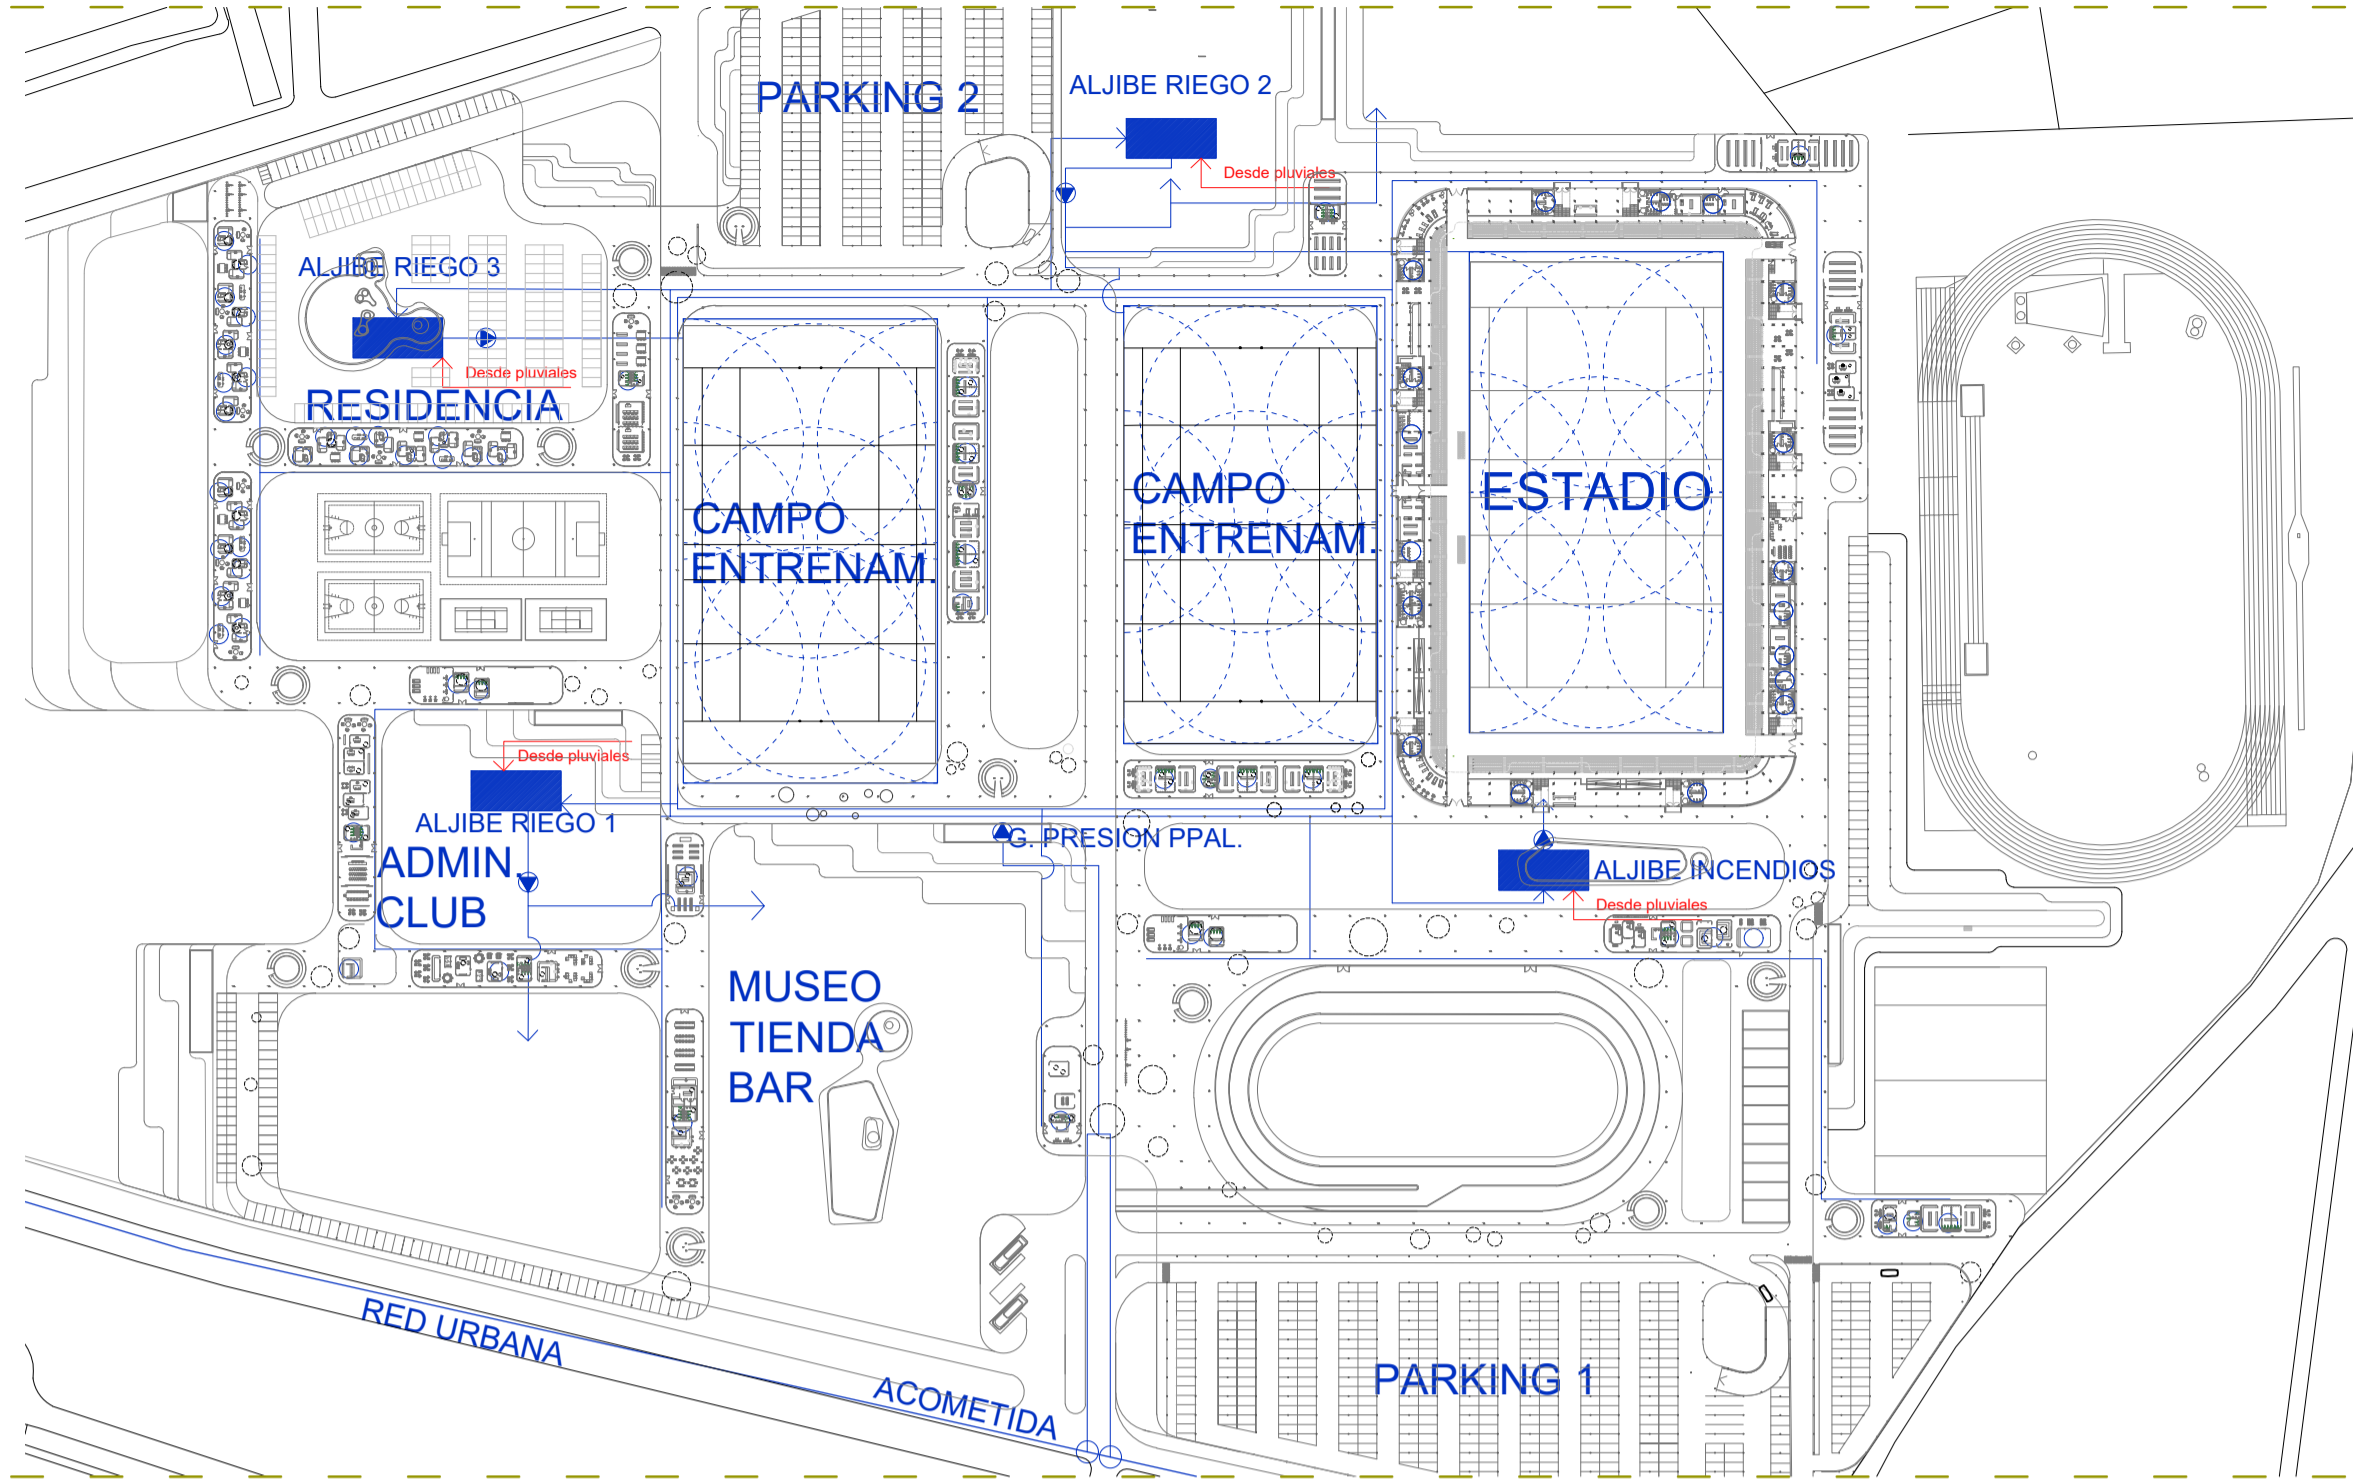 PARKING 2
ALJIBE RIEGO 2
Desde pluviales
ALJIBE RIEGO 3
Desde pluviales
RESIDENCIA
CAMPO
ENTRENAM.
CAMPO
ENTRENAM.
ESTADIO
Desde pluviales
ALJIBE RIEGO 1
G. PRESION PPAL.
ADMIN.
CLUB
ALJIBE INCENDIOS
Desde pluviales
MUSEO
TIENDA
BAR
RED URBANA
ACOMETIDA
PARKING 1